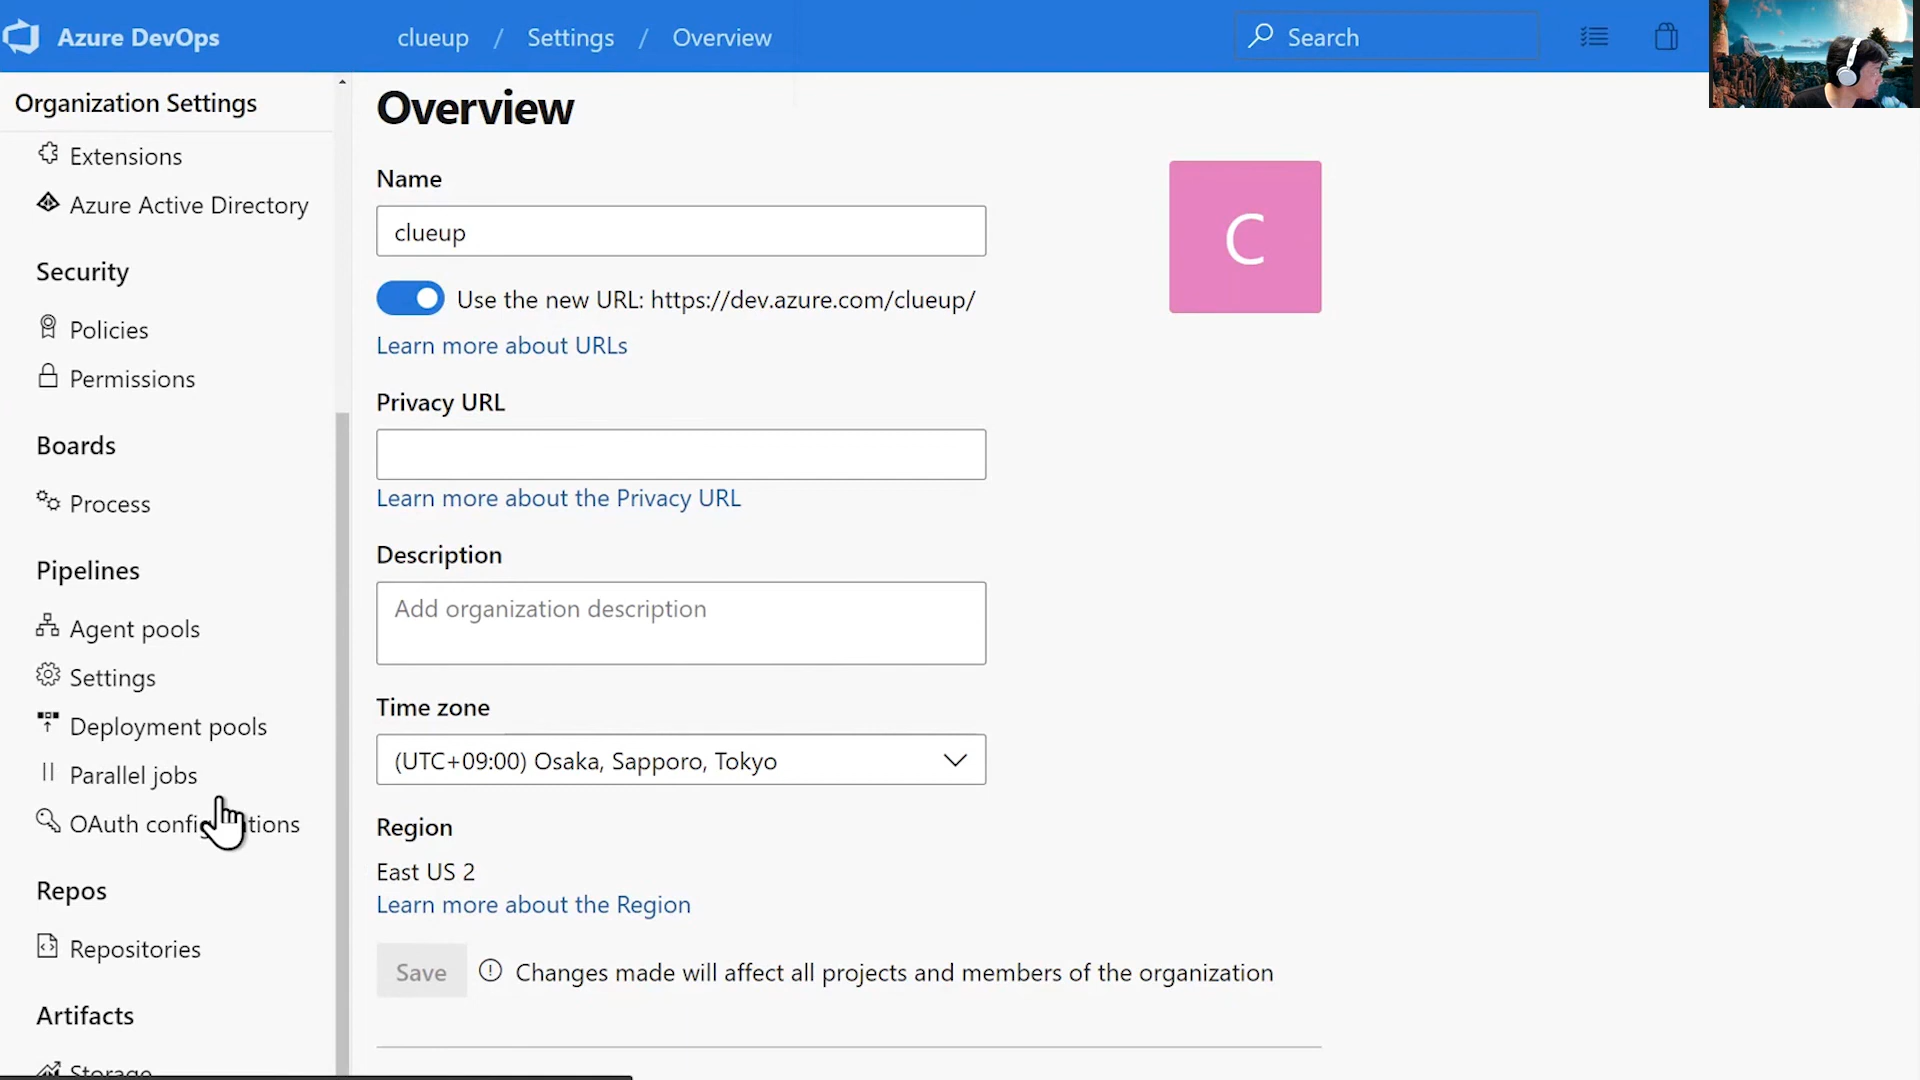 Azure DevOps
clueup / Settings / Overview
Search
Organization Settings
Extensions
Azure Active Directory
Security
Policies
Permissions
Boards
Process
Pipelines
Agent pools
Settings
Deployment pools
Parallel jobs
OAuth configurations
Repos
Repositories
Artifacts
Storage
Overview
Name
clueup
C
Use the new URL: https://dev.azure.com/clueup/
Learn more about URLs
Privacy URL
Learn more about the Privacy URL
Description
Add organization description
Time zone
(UTC+09:00) Osaka, Sapporo, Tokyo
Region
East US 2
Learn more about the Region
Save
Changes made will affect all projects and members of the organization